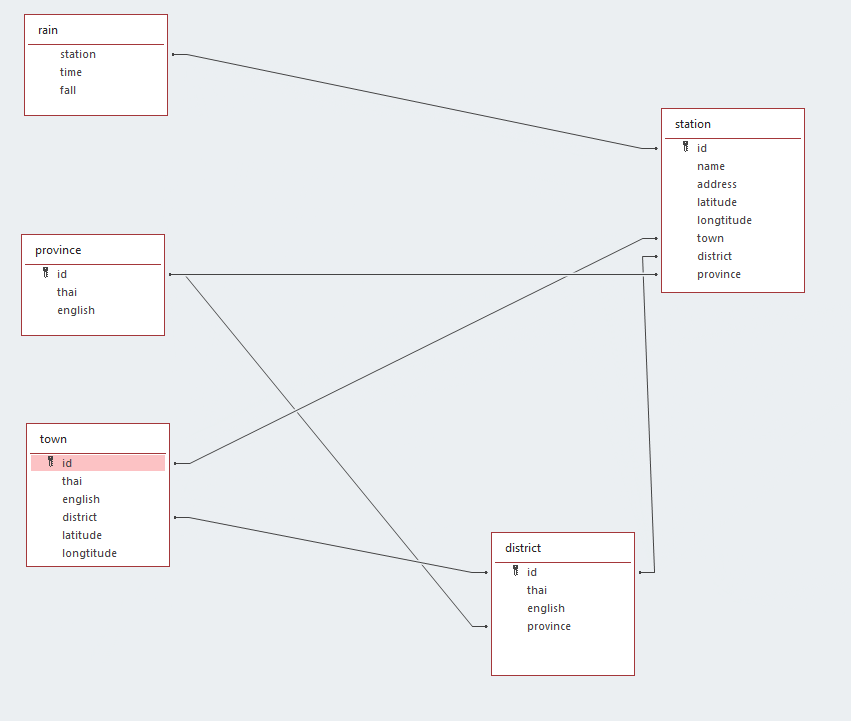 rain
station
time
fall
station
id
name
address
latitude
longtitude
town
district
province
province
id
thai
english
town
id
thai
english
district
latitude
longtitude
district
id
thai
english
province